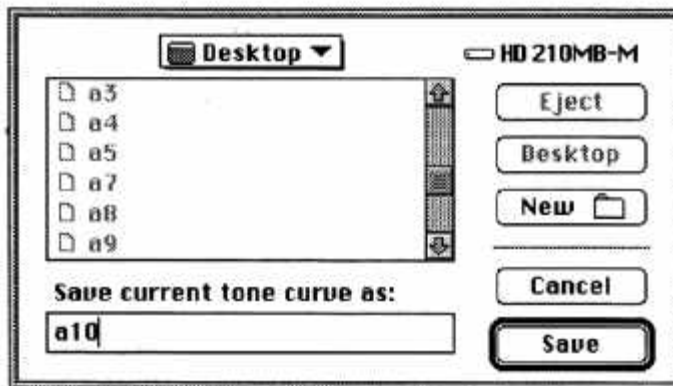 Desktop
HD 210MB-M
a3
a4
a5
a7
a8
a9
Eject
Desktop
New
Save current tone curve as:
a10
Cancel
Save